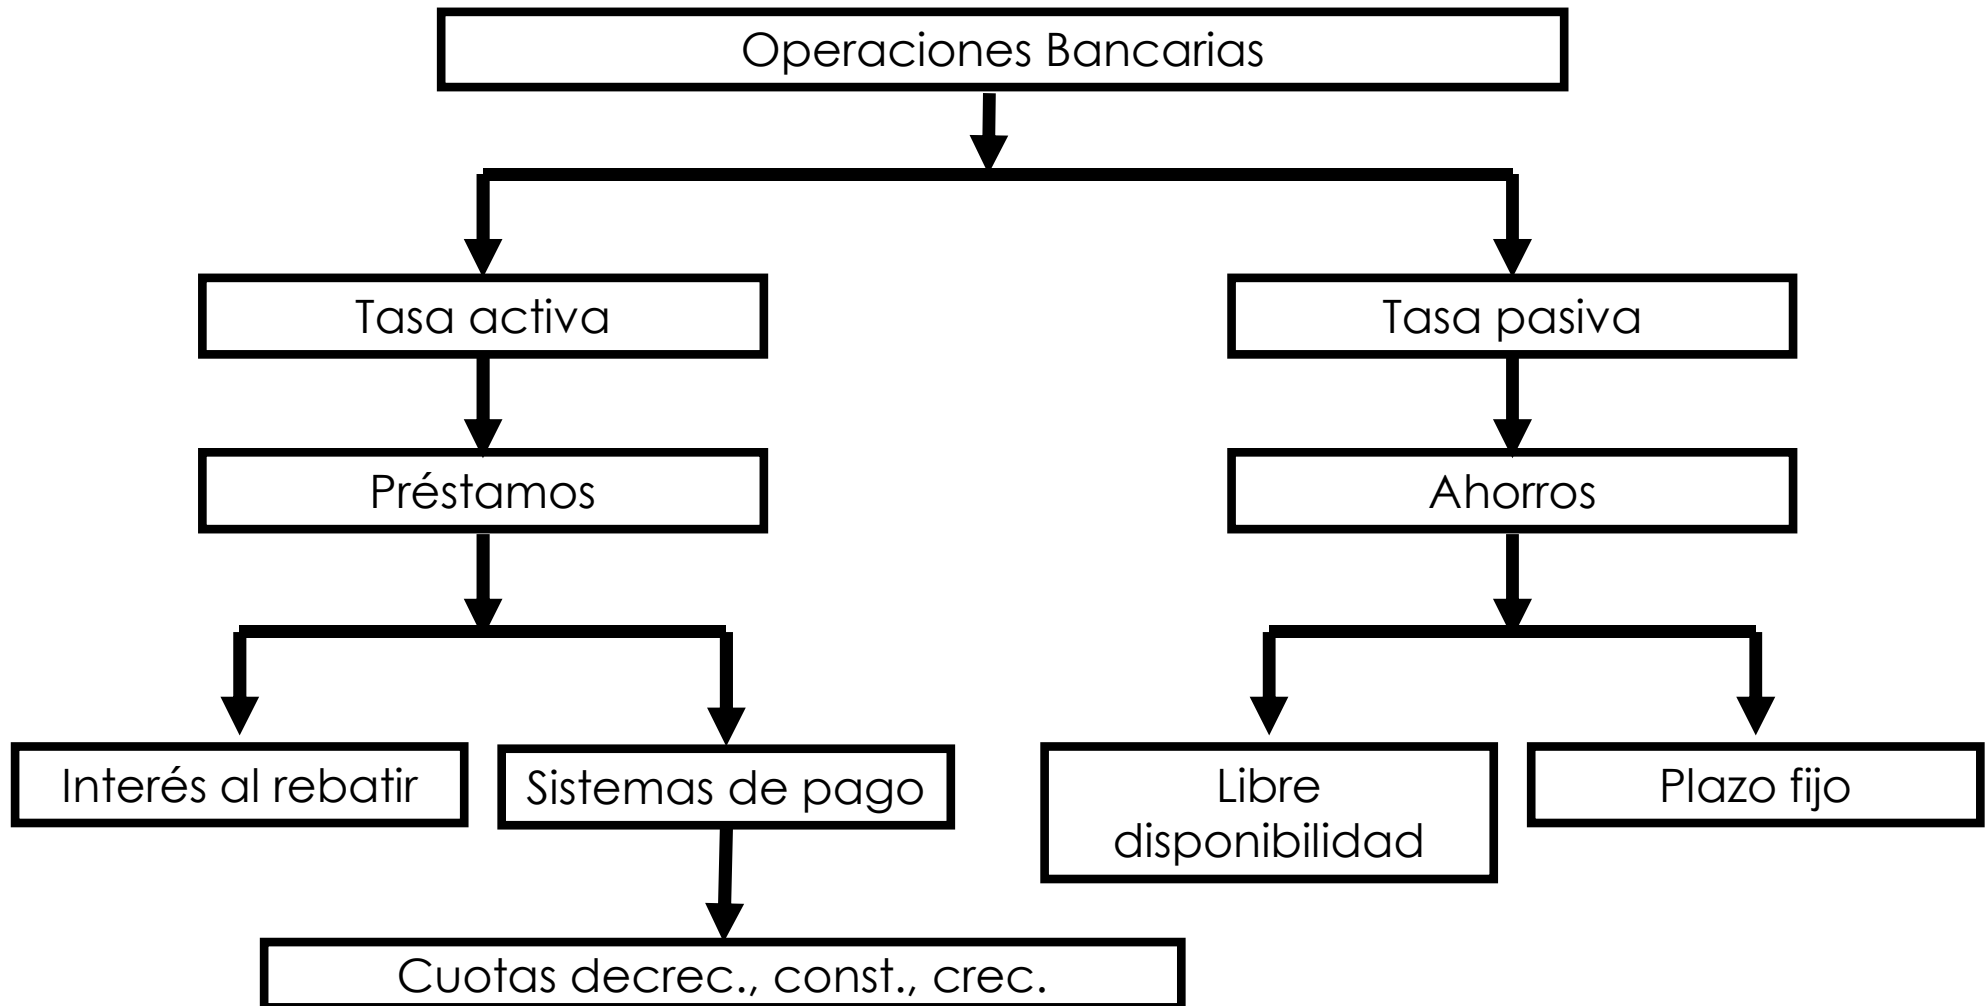 Operaciones Bancarias
Tasa activa
Tasa pasiva
Préstamos
Ahorros
Interés al rebatir
Sistemas de pago
Libre
disponibilidad
Plazo fijo
Cuotas decrec., const., crec.